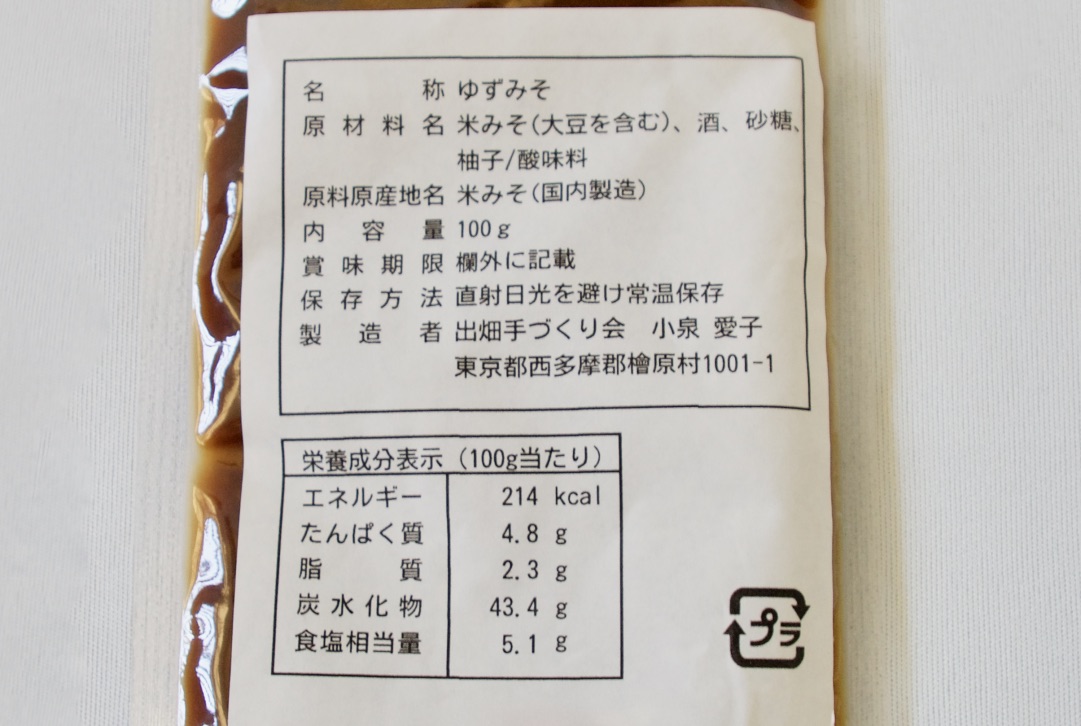 名称 ゆずみそ
原材料名 米みそ(大豆を含む)、酒、砂糖、
柚子/酸味料
原料原産地名 米みそ(国内製造)
内容量 100g
賞味期限 欄外に記載
保存方法 直射日光を避け常温保存
製造者 出畑手づくり会 小泉 愛子
東京都西多摩郡檜原村1001-1
栄養成分表示(100g当たり)
エネルギー 214 kcal
たんぱく質 4.8 g
脂質 2.3 g
炭水化物 43.4 g
食塩相当量 5.1 g
プラ